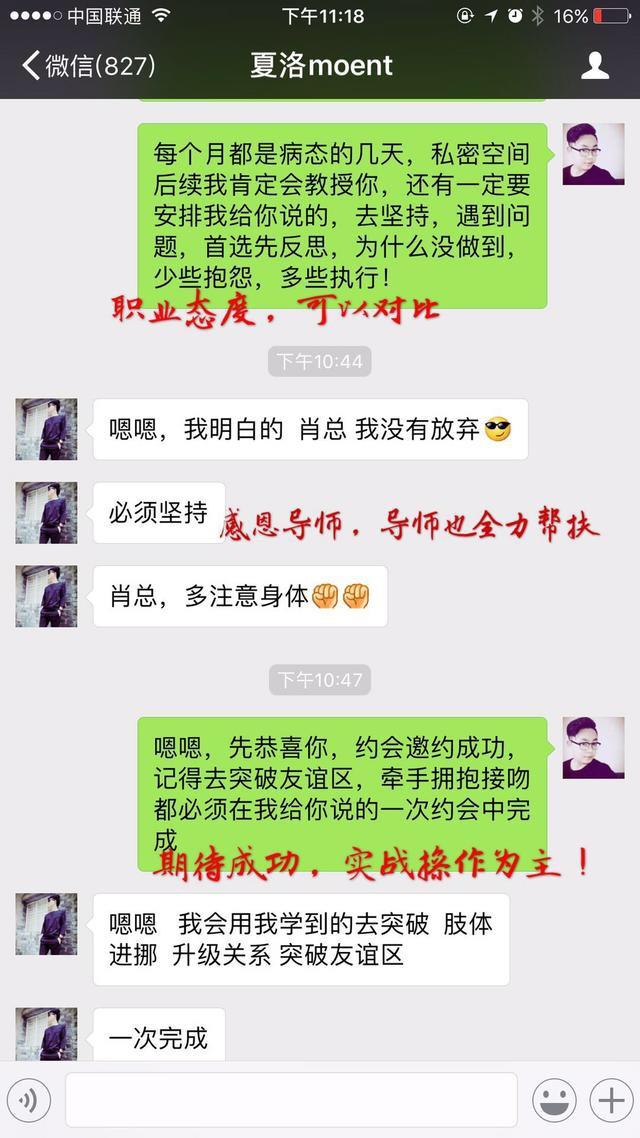 中国联通
下午11:18
16%
微信(827)
夏洛moent
每个月都是病态的几天，私密空间
后续我肯定会教授你，还有一定要
安排我给你说的，去坚持，遇到问
题，首选先反思，为什么没做到，
少些抱怨，多些执行！
职业态度，可以对比
下午10:44
嗯嗯，我明白的 肖总 我没有放弃
必须坚持
感恩导师，导师也全力帮扶
肖总，多注意身体
下午10:47
嗯嗯，先恭喜你，约会邀约成功，
记得去突破友谊区，牵手拥抱接吻
都必须在我给你说的一次约会中完
成
期待成功，实战操作为主！
嗯嗯 我会用我学到的去突破 肢体
进挪 升级关系 突破友谊区
一次完成